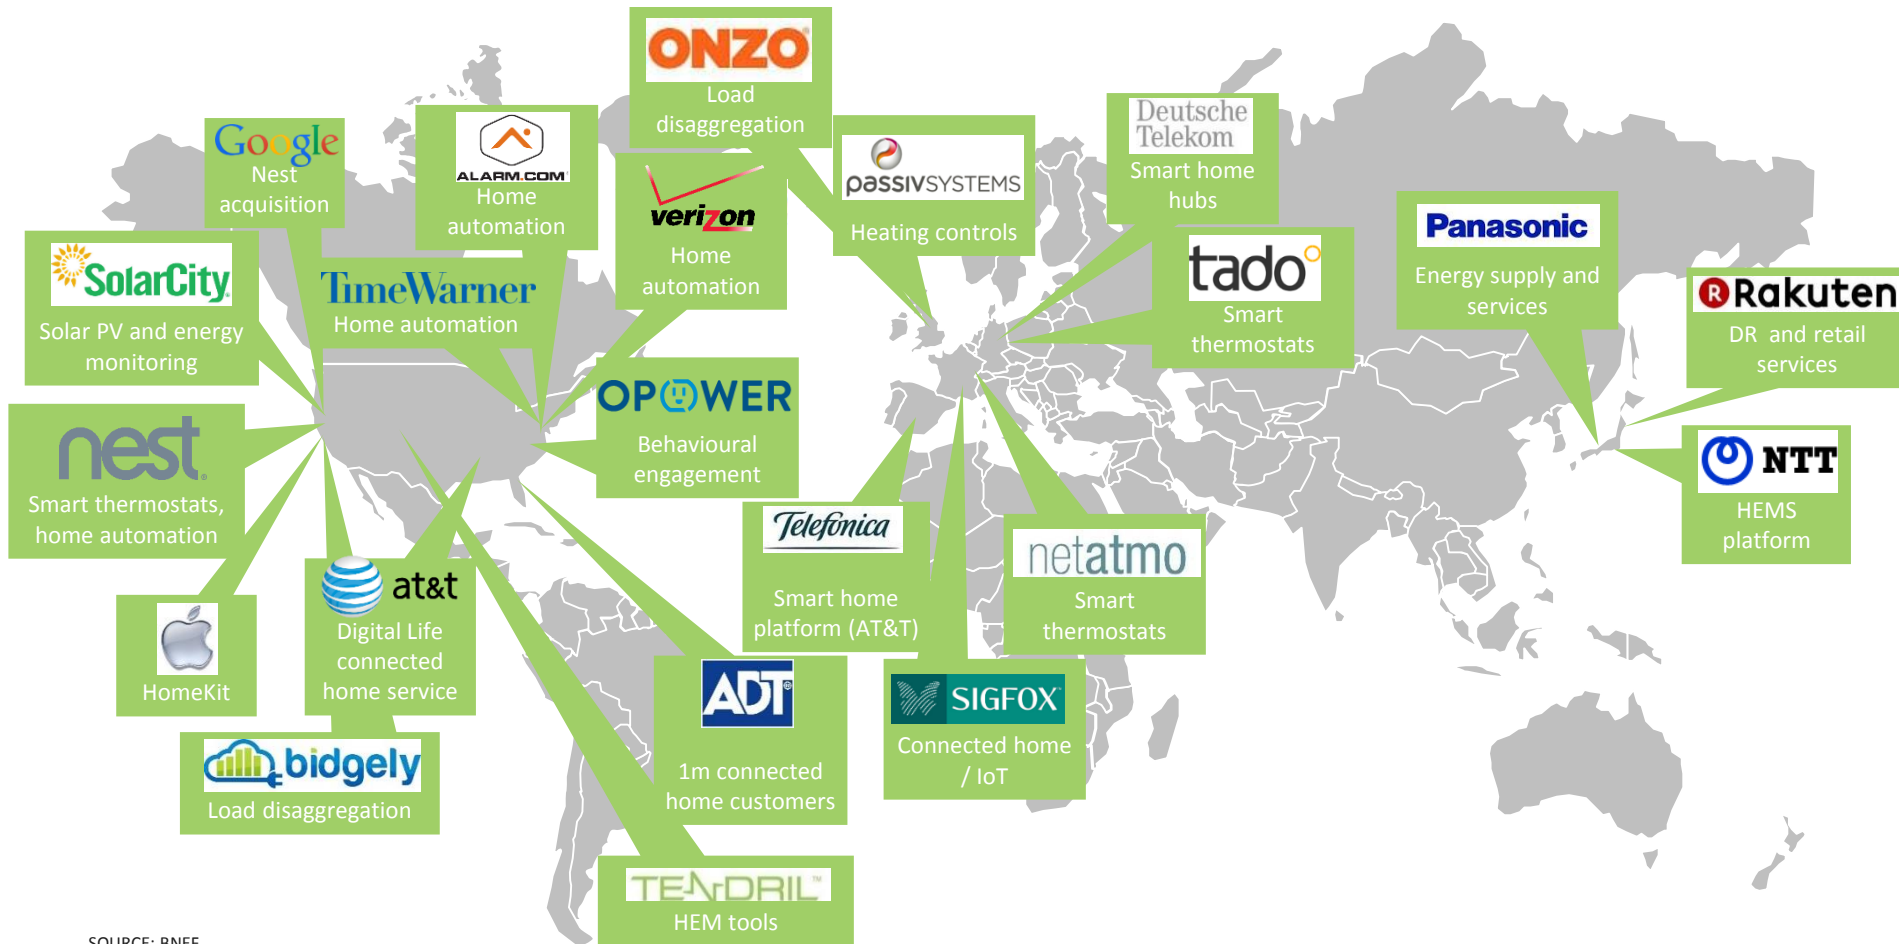 ONZO
Load
disaggregation
Google
Nest
acquisition
ALARM.COM
Home
automation
verizon
Home
automation
passivSYSTEMS
Heating controls
Deutsche
Telekom
Smart home
hubs
Panasonic
Energy supply and
services
SolarCity
Solar PV and energy
monitoring
TimeWarner
Home automation
tado°
Smart
thermostats
Rakuten
DR and retail
services
nest
Smart thermostats,
home automation
OPOWER
Behavioural
engagement
NTT
HEMS
platform
Telefónica
Smart home
platform (AT&T)
netatmo
Smart
thermostats
HomeKit
at&t
Digital Life
connected
home service
ADT
1m connected
home customers
SIGFOX
Connected home
/ IoT
bidgely
Load disaggregation
TENDRIL™
HEM tools
SOURCE: BNEF